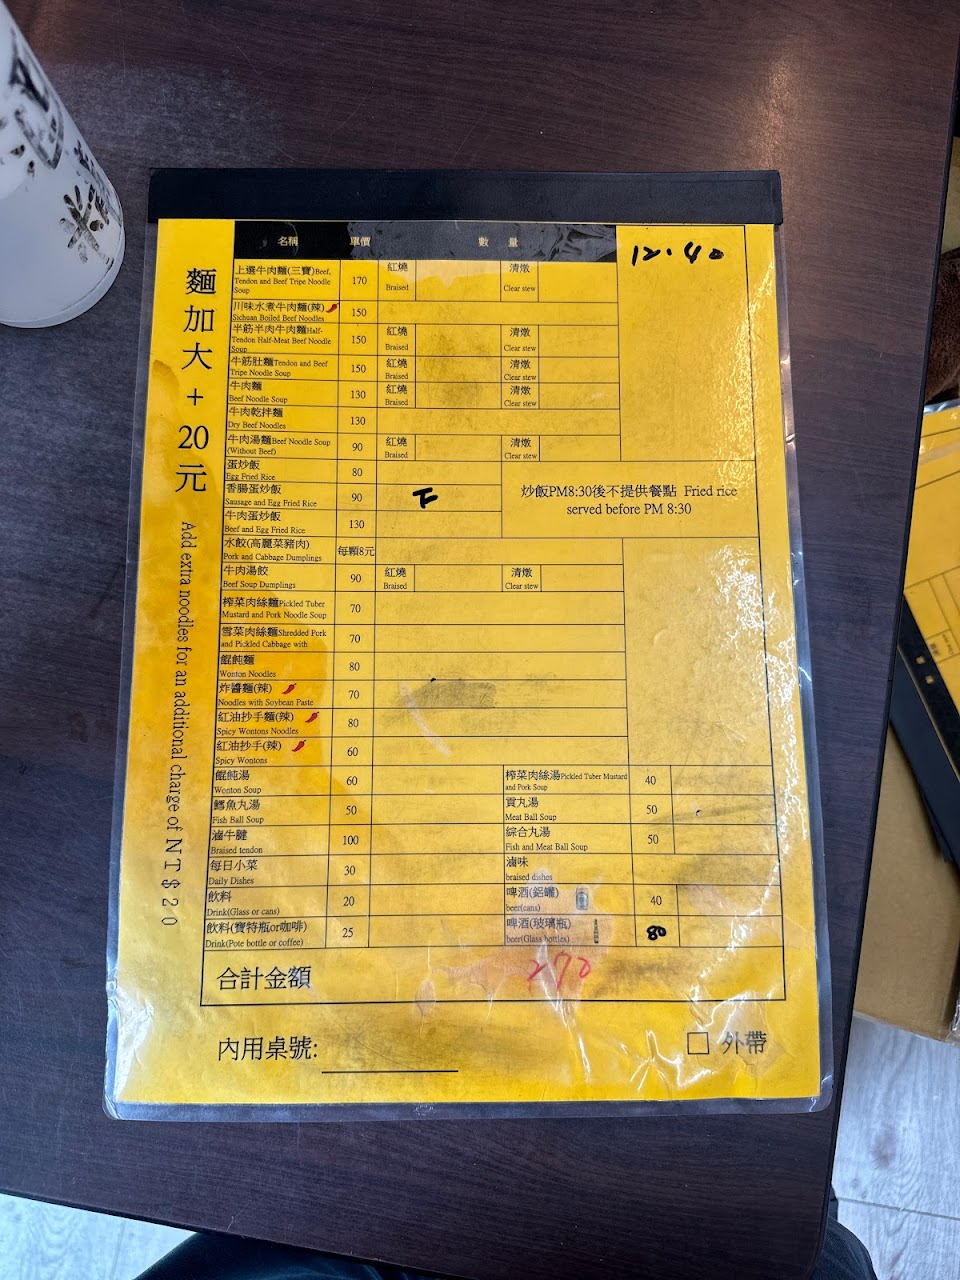 名稱 單價 數量
12.40
上選牛肉麵(三寶)Beef,
Tendon and Beef Tripe Noodle
Soup
170 紅燒 Braised 清燉 Clear stew
川味水煮牛肉麵(辣)
Sichuan Boiled Beef Noodles
150
半筋半肉牛肉麵Half-
Tendon Half-Meat Beef Noodle
Soup
150 紅燒 Braised 清燉 Clear stew
牛筋肚麵Tendon and Beef
Tripe Noodle Soup
150 紅燒 Braised 清燉 Clear stew
牛肉麵
Beef Noodle Soup
130 紅燒 Braised 清燉 Clear stew
牛肉乾拌麵
Dry Beef Noodles
130
牛肉湯麵Beef Noodle Soup
(Without Beef)
90 紅燒 Braised 清燉 Clear stew
蛋炒飯
Egg Fried Rice
80
香腸蛋炒飯
Sausage and Egg Fried Rice
90
牛肉蛋炒飯
Beef and Egg Fried Rice
130
炒飯PM8:30後不提供餐點 Fried rice
served before PM 8:30
水餃(高麗菜豬肉)
Pork and Cabbage Dumplings
每顆8元
牛肉湯餃
Beef Soup Dumplings
90 紅燒 Braised 清燉 Clear stew
榨菜肉絲麵Pickled Tuber
Mustard and Pork Noodle Soup
70
雪菜肉絲麵Shredded Pork
and Pickled Cabbage with
70
餛飩麵
Wonton Noodles
80
炸醬麵(辣)
Noodles with Soybean Paste
70
紅油抄手麵(辣)
Spicy Wontons Noodles
80
紅油抄手(辣)
Spicy Wontons
60
餛飩湯
Wonton Soup
60
榨菜肉絲湯Pickled Tuber Mustard
and Pork Soup
40
鱈魚丸湯
Fish Ball Soup
50
貢丸湯
Meat Ball Soup
50
滷牛腱
Braised tendon
100
綜合丸湯
Fish and Meat Ball Soup
50
每日小菜
Daily Dishes
30
滷味
braised dishes
飲料
Drink(Glass or cans)
20
啤酒(鋁罐)
beer(cans)
40
飲料(寶特瓶or咖啡)
Drink(Pote bottle or coffee)
25
啤酒(玻璃瓶)
beer(Glass bottles)
80
合計金額
270
內用桌號:
外帶
麵加大+20元
Add extra noodles for an additional charge of NT$20